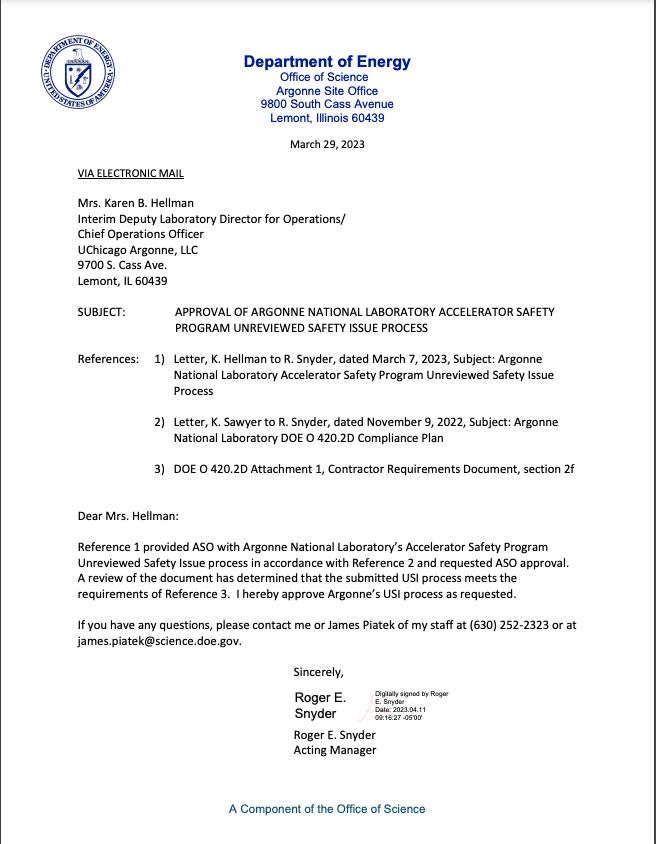 DEPARTMENT OF ENERGY
UNITED STATES OF AMERICA
Department of Energy
Office of Science
Argonne Site Office
9800 South Cass Avenue
Lemont, Illinois 60439
March 29, 2023
VIA ELECTRONIC MAIL
Mrs. Karen B. Hellman
Interim Deputy Laboratory Director for Operations/
Chief Operations Officer
UChicago Argonne, LLC
9700 S. Cass Ave.
Lemont, IL 60439
SUBJECT: APPROVAL OF ARGONNE NATIONAL LABORATORY ACCELERATOR SAFETY
PROGRAM UNREVIEWED SAFETY ISSUE PROCESS
References: 1) Letter, K. Hellman to R. Snyder, dated March 7, 2023, Subject: Argonne
National Laboratory Accelerator Safety Program Unreviewed Safety Issue
Process
2) Letter, K. Sawyer to R. Snyder, dated November 9, 2022, Subject: Argonne
National Laboratory DOE O 420.2D Compliance Plan
3) DOE O 420.2D Attachment 1, Contractor Requirements Document, section 2f
Dear Mrs. Hellman:
Reference 1 provided ASO with Argonne National Laboratory's Accelerator Safety Program
Unreviewed Safety Issue process in accordance with Reference 2 and requested ASO approval.
A review of the document has determined that the submitted USI process meets the
requirements of Reference 3. I hereby approve Argonne's USI process as requested.
If you have any questions, please contact me or James Piatek of my staff at (630) 252-2323 or at
james.piatek@science.doe.gov.
Sincerely,
Roger E.
Snyder
Digitally signed by Roger
E. Snyder
Date: 2023.04.11
09:16:27 -05'00'
Roger E. Snyder
Acting Manager
A Component of the Office of Science